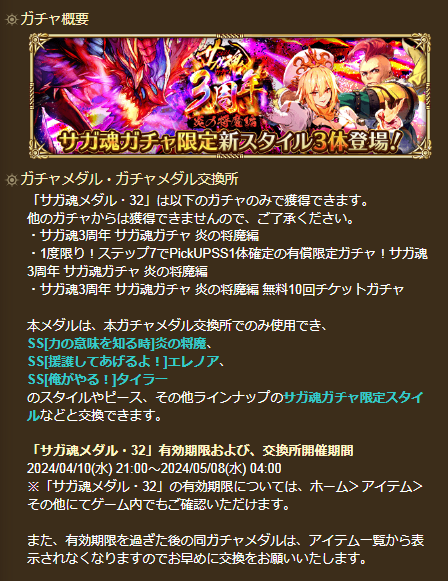 ガチャ概要
サガ魂
3周年
炎の将魔編
サガ魂ガチャ限定新スタイル3体登場!
ガチャメダル・ガチャメダル交換所
「サガ魂メダル・32」は以下のガチャのみで獲得できます。
他のガチャからは獲得できませんので、ご了承ください。
・サガ魂3周年 サガ魂ガチャ 炎の将魔編
・1度限り！ステップ7でPickUPSS1体確定の有償限定ガチャ！サガ魂
3周年 サガ魂ガチャ 炎の将魔編
・サガ魂3周年 サガ魂ガチャ 炎の将魔編 無料10回チケットガチャ
本メダルは、本ガチャメダル交換所でのみ使用でき、
SS[力の意味を知る時]炎の将魔、
SS[援護してあげるよ！]エレノア、
SS[俺がやる！]タイラー
のスタイルやピース、その他ラインナップのサガ魂ガチャ限定スタイ
ルなどと交換できます。
「サガ魂メダル・32」有効期限および、交換所開催期間
2024/04/10(水) 21:00～2024/05/08(水) 04:00
※「サガ魂メダル・32」の有効期限については、ホーム＞アイテム＞
その他にてゲーム内でもご確認いただけます。
また、有効期限を過ぎた後の同ガチャメダルは、アイテム一覧から表
示されなくなりますのでお早めに交換をお願いいたします。